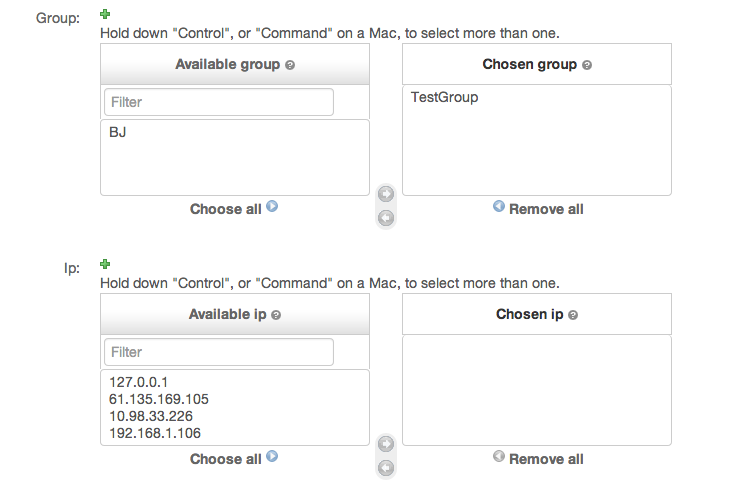 Group:
Hold down "Control", or "Command" on a Mac, to select more than one.
Available group ?
Chosen group ?
Filter
TestGroup
BJ
Choose all
Remove all
Ip:
Hold down "Control", or "Command" on a Mac, to select more than one.
Available ip ?
Chosen ip ?
Filter
127.0.0.1
61.135.169.105
10.98.33.226
192.168.1.106
Choose all
Remove all